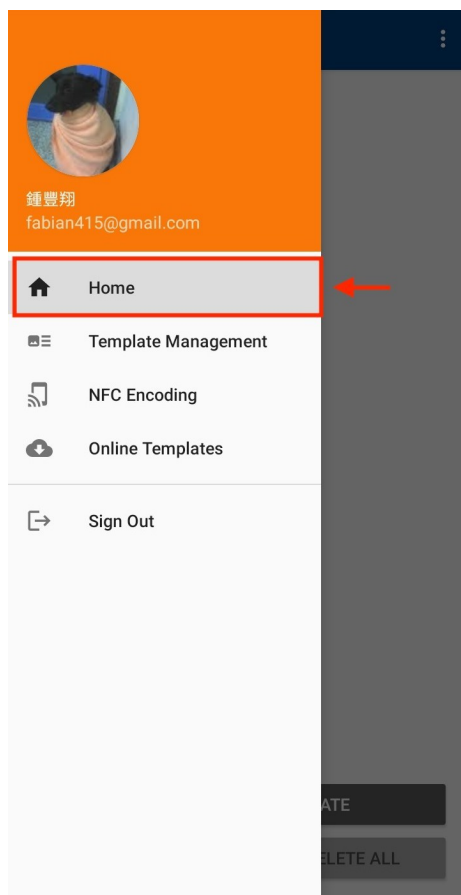 鍾豐翔
fabian415@gmail.com
Home
Template Management
NFC Encoding
Online Templates
Sign Out